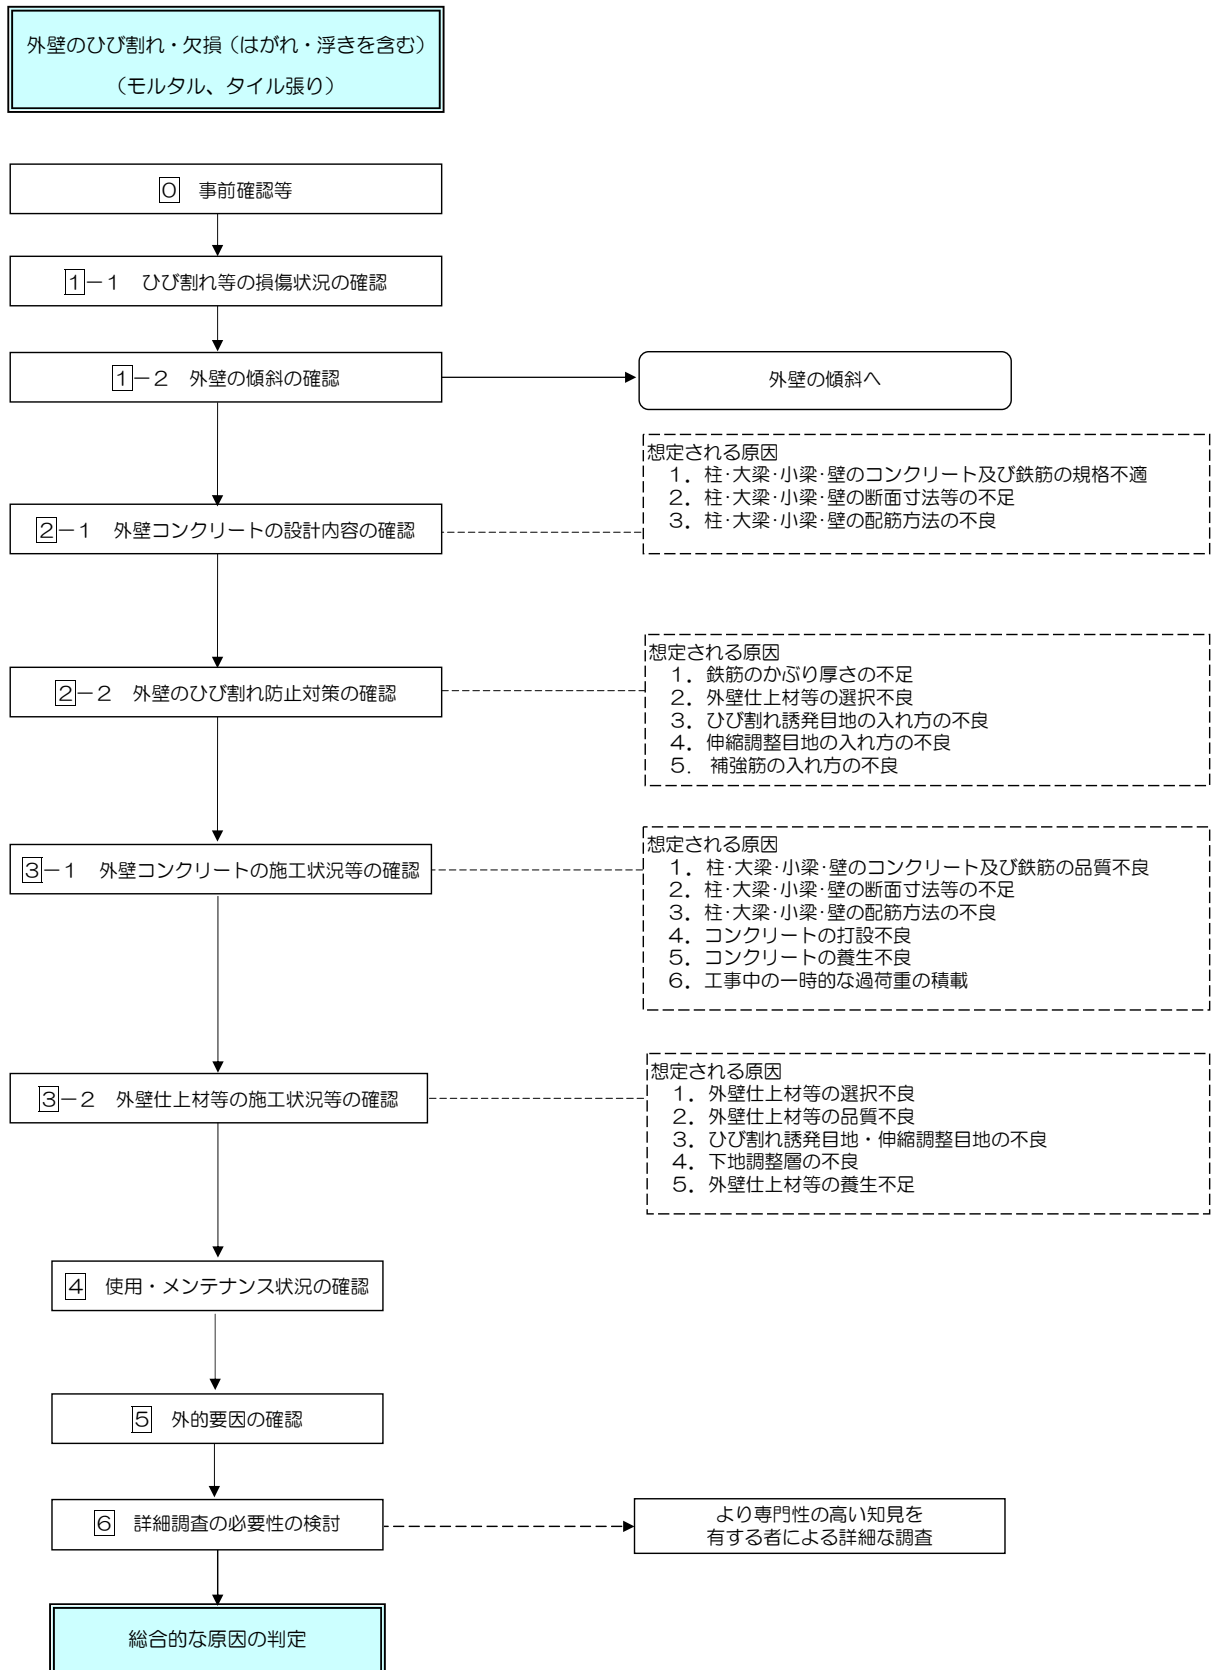 外壁のひび割れ・欠損（はがれ・浮きを含む）
（モルタル、タイル張り）
0　事前確認等
1－1　ひび割れ等の損傷状況の確認
1－2　外壁の傾斜の確認
外壁の傾斜へ
想定される原因
1．柱･大梁･小梁･壁のコンクリート及び鉄筋の規格不適
2．柱･大梁･小梁･壁の断面寸法等の不足
3．柱･大梁･小梁･壁の配筋方法の不良
2－1　外壁コンクリートの設計内容の確認
想定される原因
1．鉄筋のかぶり厚さの不足
2．外壁仕上材等の選択不良
3．ひび割れ誘発目地の入れ方の不良
4．伸縮調整目地の入れ方の不良
5．補強筋の入れ方の不良
2－2　外壁のひび割れ防止対策の確認
想定される原因
1．柱･大梁･小梁･壁のコンクリート及び鉄筋の品質不良
2．柱･大梁･小梁･壁の断面寸法等の不足
3．柱･大梁･小梁･壁の配筋方法の不良
4．コンクリートの打設不良
5．コンクリートの養生不良
6．工事中の一時的な過荷重の積載
3－1　外壁コンクリートの施工状況等の確認
想定される原因
1．外壁仕上材等の選択不良
2．外壁仕上材等の品質不良
3．ひび割れ誘発目地・伸縮調整目地の不良
4．下地調整層の不良
5．外壁仕上材等の養生不足
3－2　外壁仕上材等の施工状況等の確認
4　使用・メンテナンス状況の確認
5　外的要因の確認
6　詳細調査の必要性の検討
より専門性の高い知見を
有する者による詳細な調査
総合的な原因の判定